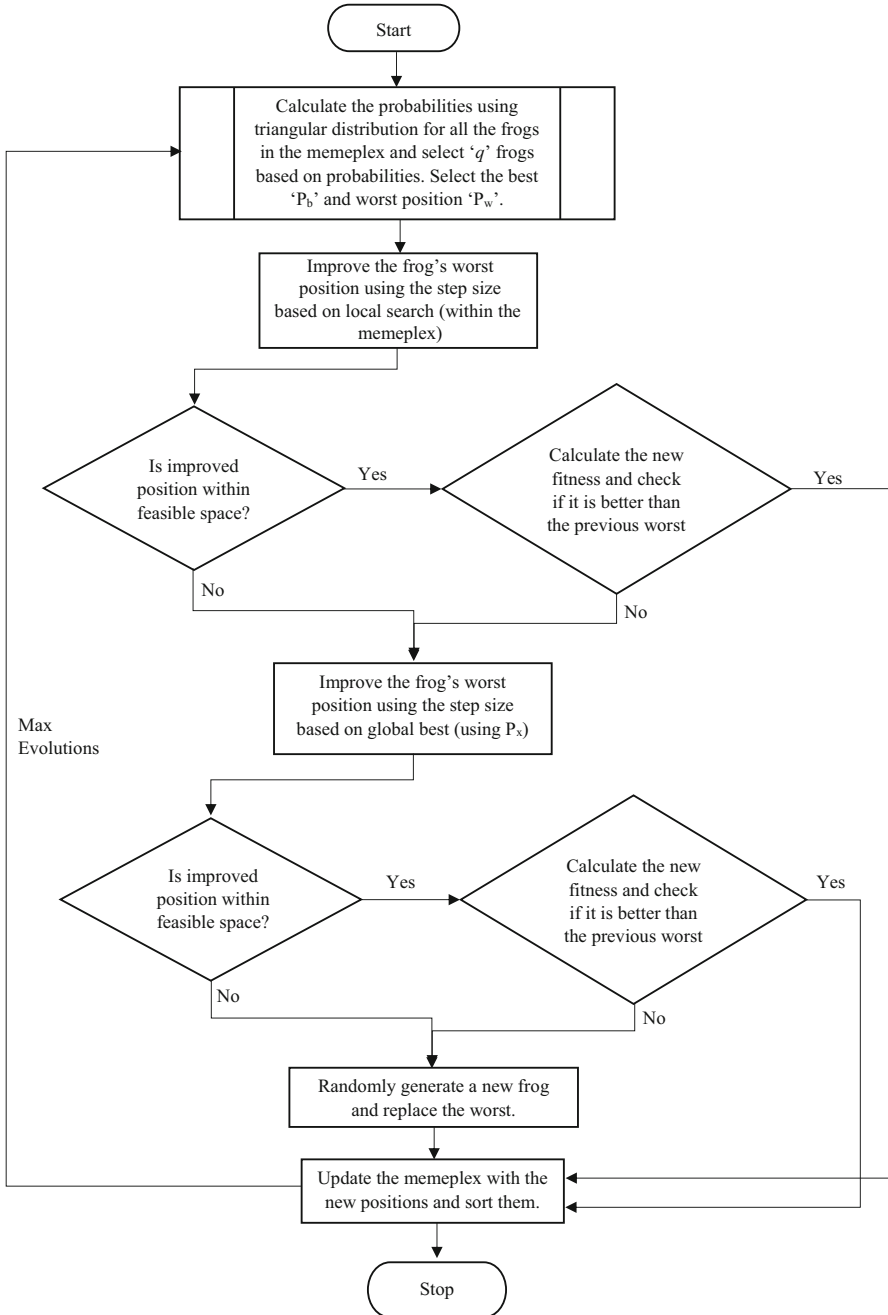 Start
Calculate the probabilities using
triangular distribution for all the frogs
in the memeplex and select ‘q’ frogs
based on probabilities. Select the best
‘Pb’ and worst position ‘Pw’.
Improve the frog’s worst
position using the step size
based on local search (within the
memeplex)
Is improved
position within
feasible space?
Yes
Calculate the new
fitness and check
if it is better than
the previous worst
Yes
No
No
Improve the frog’s worst
position using the step size
based on global best (using Px)
Max
Evolutions
Is improved
position within
feasible space?
Yes
Calculate the new
fitness and check
if it is better than
the previous worst
Yes
No
No
Randomly generate a new frog
and replace the worst.
Update the memeplex with the
new positions and sort them.
Stop